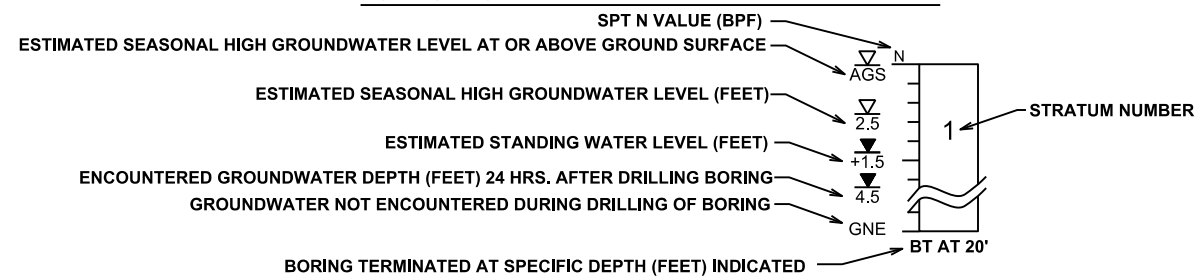 SPT N VALUE (BPF)
N
ESTIMATED SEASONAL HIGH GROUNDWATER LEVEL AT OR ABOVE GROUND SURFACE
AGS
ESTIMATED SEASONAL HIGH GROUNDWATER LEVEL (FEET)
2.5
STRATUM NUMBER
1
ESTIMATED STANDING WATER LEVEL (FEET)
+1.5
ENCOUNTERED GROUNDWATER DEPTH (FEET) 24 HRS. AFTER DRILLING BORING
4.5
GROUNDWATER NOT ENCOUNTERED DURING DRILLING OF BORING
GNE
BT AT 20'
BORING TERMINATED AT SPECIFIC DEPTH (FEET) INDICATED